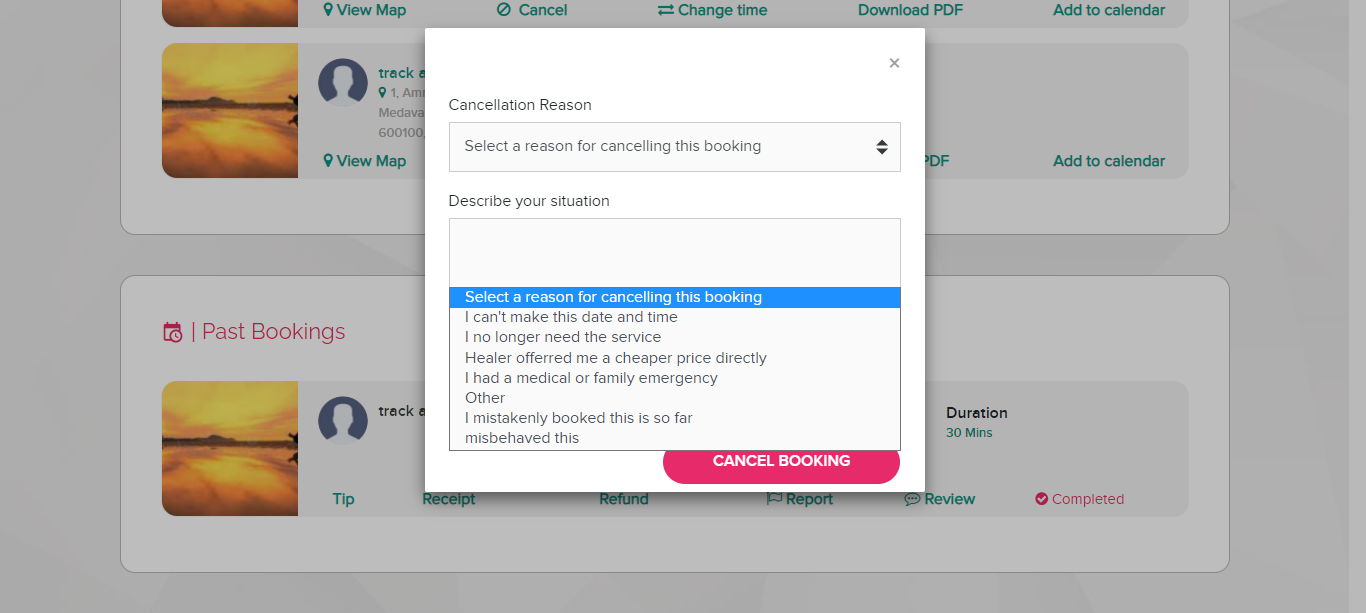 View Map Cancel Change time Download PDF Add to calendar
×
track a
Cancellation Reason
1, Amr
Medava
600100,
Select a reason for cancelling this booking
View Map PDF Add to calendar
Describe your situation
Select a reason for cancelling this booking
I can't make this date and time
| Past Bookings
I no longer need the service
Healer offerred me a cheaper price directly
I had a medical or family emergency
Other
track a
Duration
I mistakenly booked this is so far
30 Mins
misbehaved this
CANCEL BOOKING
Tip Receipt Refund Report Review Completed